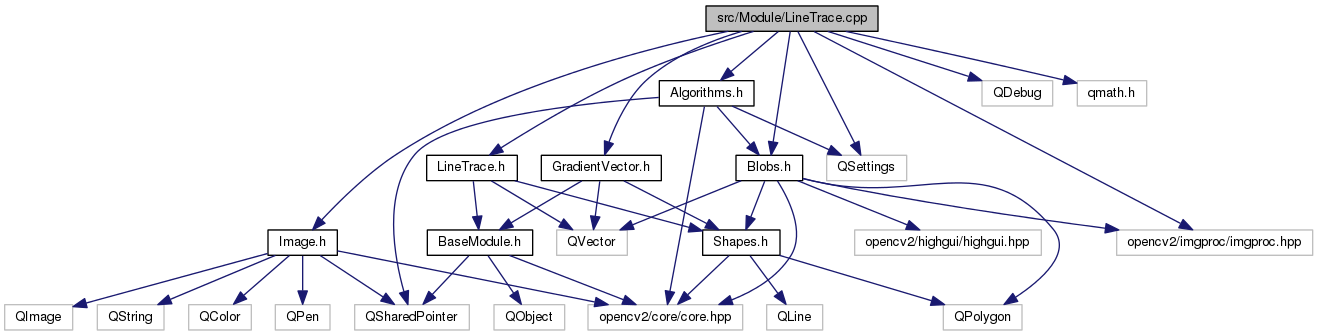 src/Module/LineTrace.cpp
Algorithms.h
QDebug
qmath.h
LineTrace.h
GradientVector.h
Blobs.h
QSettings
Image.h
BaseModule.h
QVector
Shapes.h
opencv2/highgui/highgui.hpp
opencv2/imgproc/imgproc.hpp
QImage
QString
QColor
QPen
QSharedPointer
QObject
opencv2/core/core.hpp
QLine
QPolygon